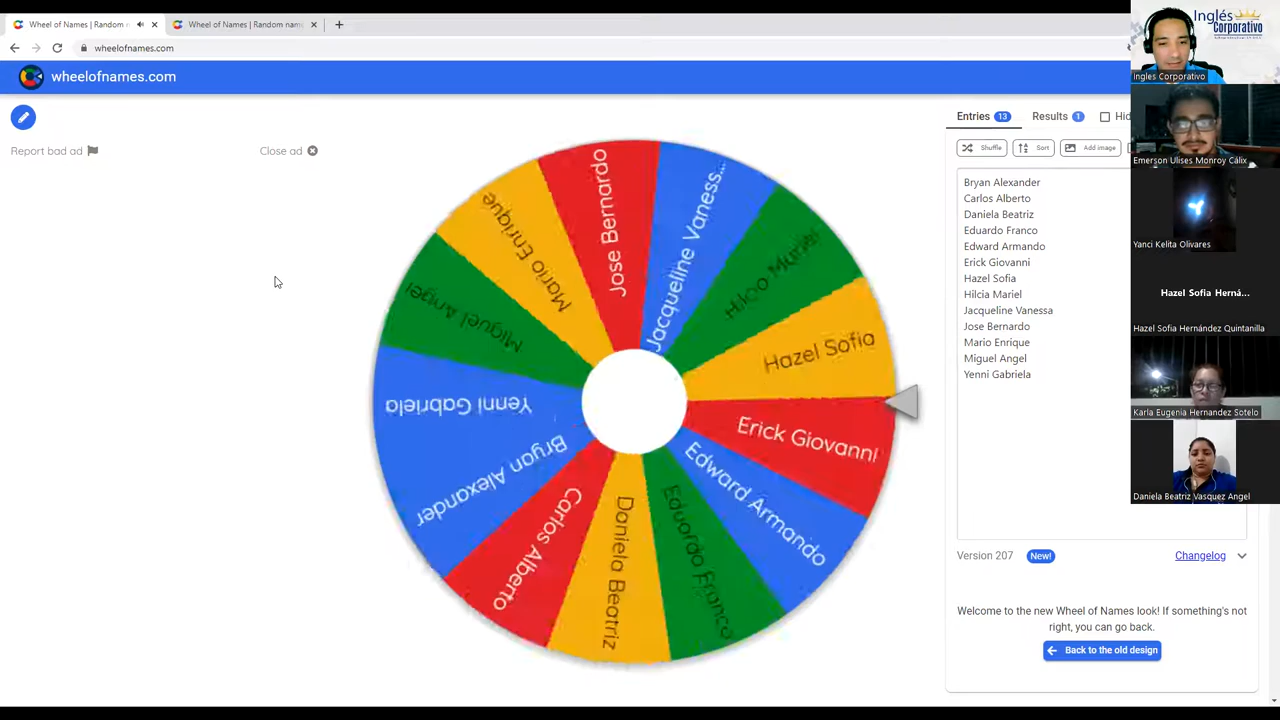 Wheel of Names | Random n
Wheel of Names | Random nam
wheelofnames.com
wheelofnames.com
Report bad ad
Close ad
Jose Bernardo
Jacqueline Vaness...
Hilcia Mariel
Hazel Sofia
Erick Giovanni
Edward Armando
Eduardo Franco
Daniela Beatriz
Carlos Alberto
Bryan Alexander
Yenni Gabriela
Miguel Angel
Mario Enrique
Entries 13
Results 1
Hid
Shuffle
Sort
Add image
Bryan Alexander
Carlos Alberto
Daniela Beatriz
Eduardo Franco
Edward Armando
Erick Giovanni
Hazel Sofia
Hilcia Mariel
Jacqueline Vanessa
Jose Bernardo
Mario Enrique
Miguel Angel
Yenni Gabriela
Version 207
New!
Changelog
Welcome to the new Wheel of Names look! If something's not
right, you can go back.
Back to the old design
Inglés
Corporativo
Ingles Corporativo
Emerson Ulises Monroy Cálix
Yanci Kelita Olivares
Hazel Sofia Herná...
Hazel Sofia Hernández Quintanilla
Karla Eugenia Hernandez Sotelo
Daniela Beatriz Vasquez Angel